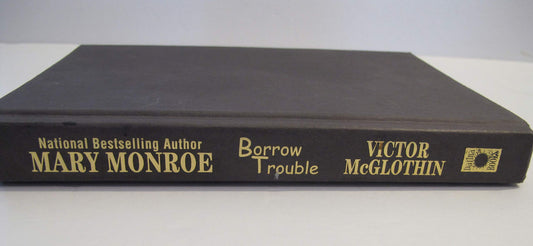 National Bestselling Author
MARY MONROE
Borrow
Trouble
VICTOR
McGLOTHIN